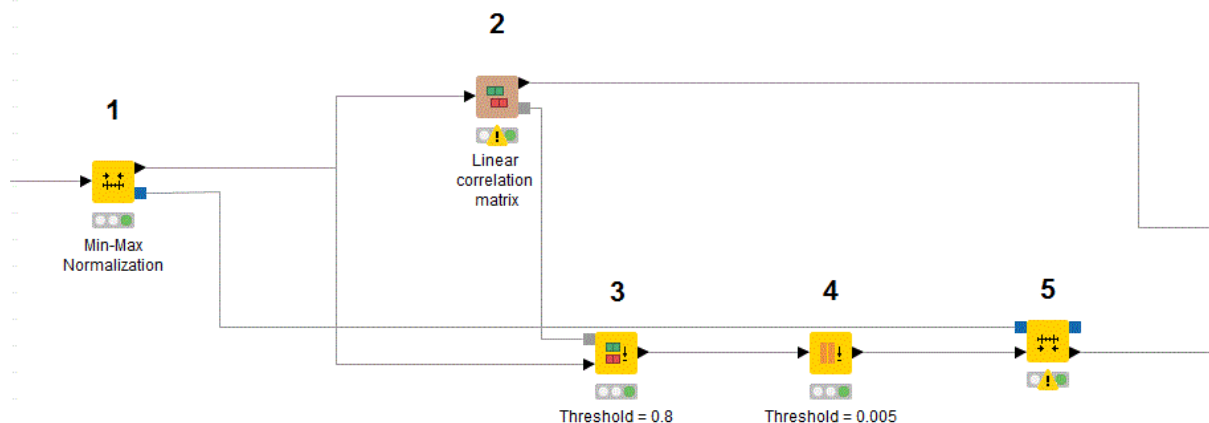 2
1
Linear
correlation
matrix
Min-Max
Normalization
3
4
5
Threshold = 0.8
Threshold = 0.005